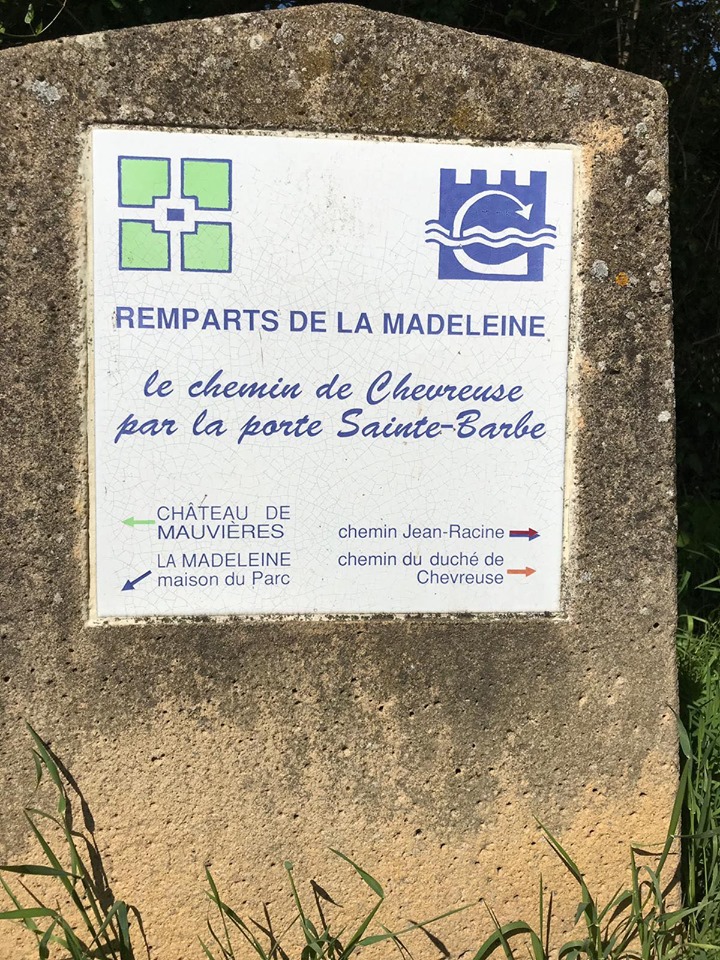 REMPARTS DE LA MADELEINE
le chemin de Chevreuse
par la porte Sainte-Barbe
CHÂTEAU DE
MAUVIÈRES
LA MADELEINE
maison du Parc
chemin Jean-Racine
chemin du duché de
Chevreuse